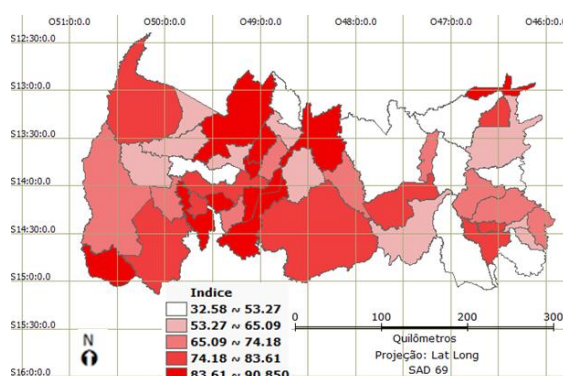 O51:0:0.0 O50:0:0.0 O49:0:0.0 O48:0:0.0 O47:0:0.0 O46:0:0.0
S12:30:0.0
S13:0:0.0
S13:30:0.0
S14:0:0.0
S14:30:0.0
S15:0:0.0
S15:30:0.0
S16:0:0.0
Indice
32.58 ~ 53.27
53.27 ~ 65.09
65.09 ~ 74.18
74.18 ~ 83.61
83.61 ~ 90.850
N
0 100 200 300
Quilômetros
Projeção: Lat Long
SAD 69